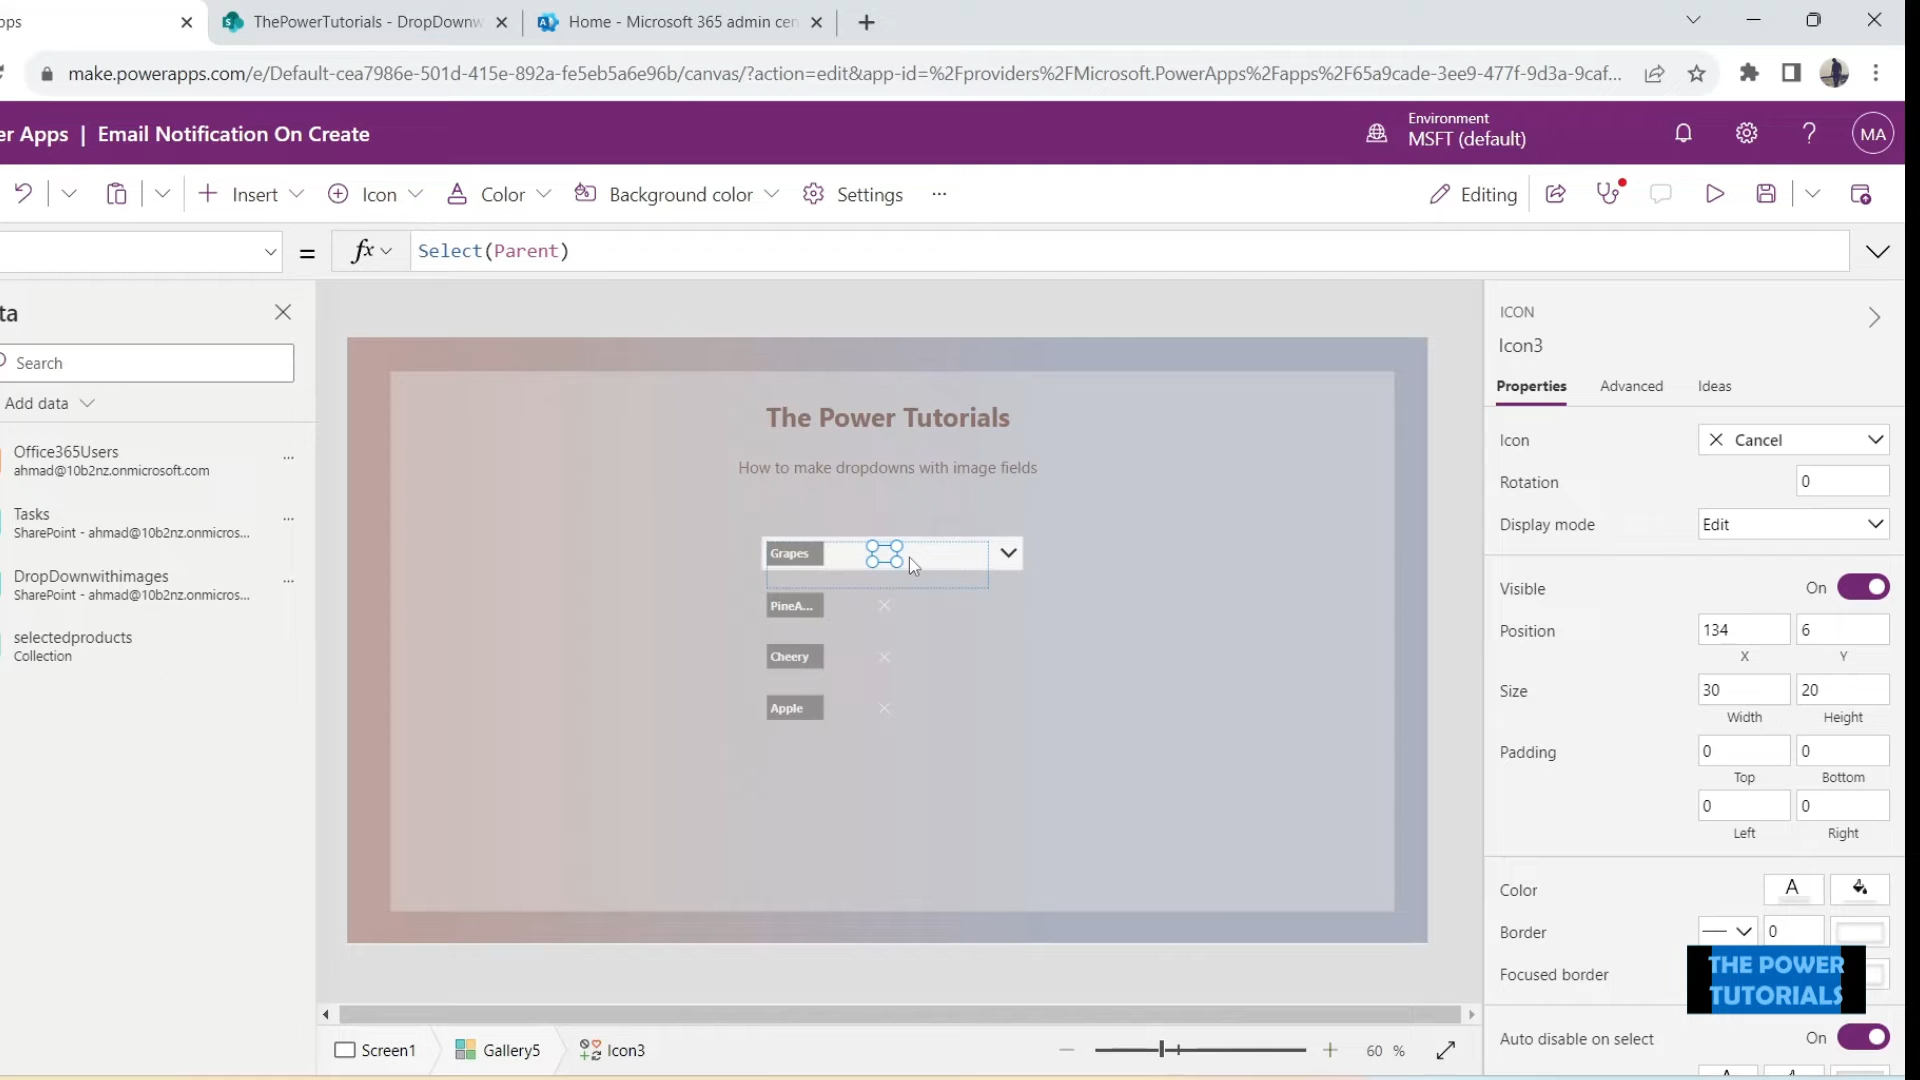 pps
ThePowerTutorials - DropDownw
Home - Microsoft 365 admin cen
make.powerapps.com/e/Default-cea7986e-501d-415e-892a-fe5eb5a6e96b/canvas/?action=edit&app-id=%2Fproviders%2FMicrosoft.PowerApps%2Fapps%2F65a9cade-3ee9-477f-9d3a-9caf...
er Apps | Email Notification On Create
Environment
MSFT (default)
MA
Insert
Icon
Color
Background color
Settings
...
Editing
= fx Select(Parent)
ta
Search
Add data
Office365Users
ahmad@10b2nz.onmicrosoft.com
Tasks
SharePoint - ahmad@10b2nz.onmicros...
DropDownwithimages
SharePoint - ahmad@10b2nz.onmicros...
selectedproducts
Collection
The Power Tutorials
How to make dropdowns with image fields
Grapes
PineA...
Cheery
Apple
ICON
Icon3
Properties
Advanced
Ideas
Icon
Cancel
Rotation
0
Display mode
Edit
Visible
On
Position
134
6
X
Y
Size
30
20
Width
Height
Padding
0
0
Top
Bottom
0
0
Left
Right
Color
A
Border
0
Focused border
THE POWER
TUTORIALS
Auto disable on select
On
Screen1
Gallery5
Icon3
60 %